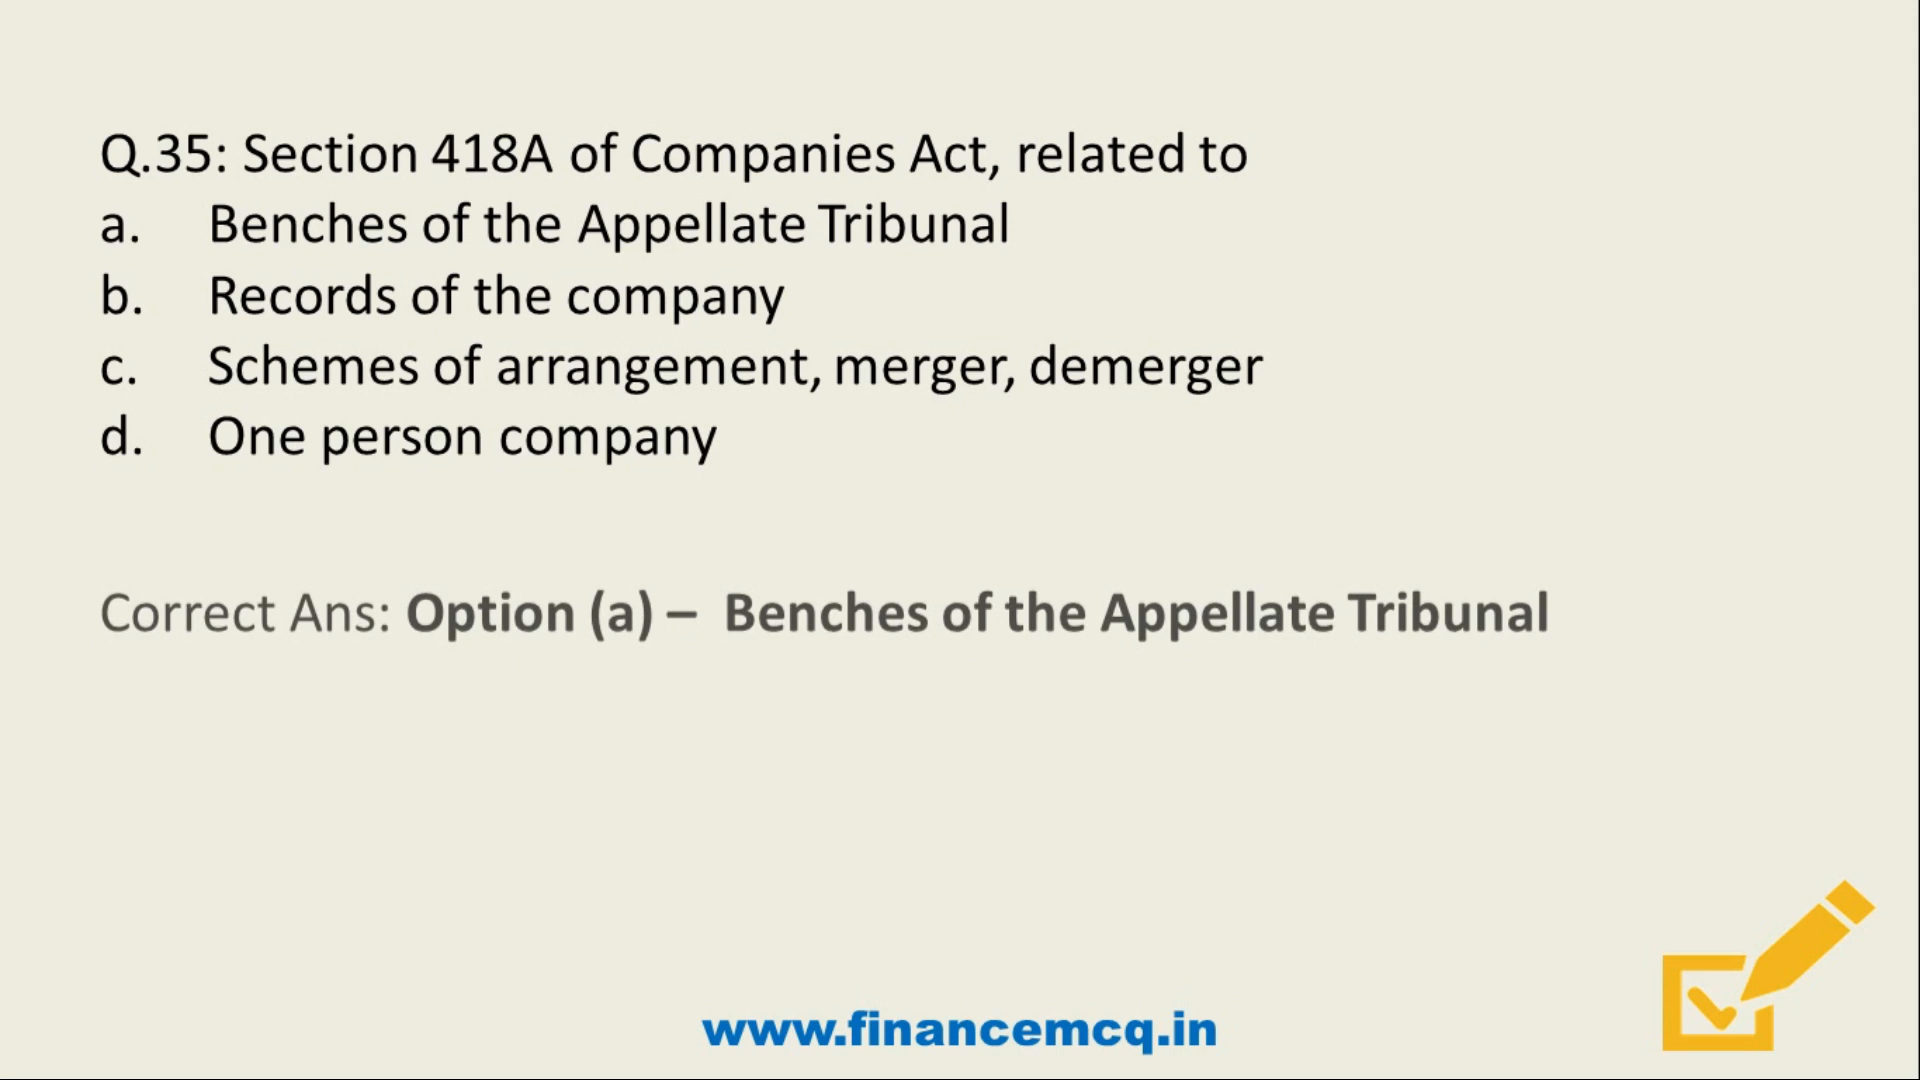 Q.35: Section 418A of Companies Act, related to
a. Benches of the Appellate Tribunal
b. Records of the company
c. Schemes of arrangement, merger, demerger
d. One person company
Correct Ans: Option (a) – Benches of the Appellate Tribunal
www.financemcq.in